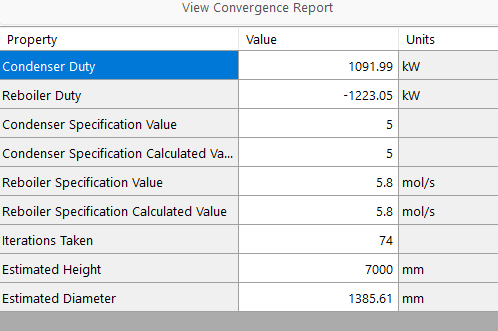 View Convergence Report
Property Value Units
Condenser Duty 1091.99 kW
Reboiler Duty -1223.05 kW
Condenser Specification Value 5
Condenser Specification Calculated Va... 5
Reboiler Specification Value 5.8 mol/s
Reboiler Specification Calculated Value 5.8 mol/s
Iterations Taken 74
Estimated Height 7000 mm
Estimated Diameter 1385.61 mm